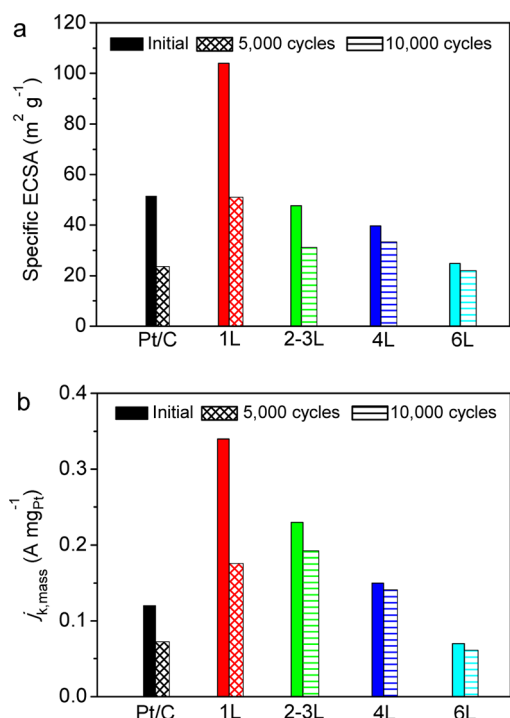 a
120
100
80
60
40
20
0
Specific ECSA (m² g⁻¹)
Initial 5,000 cycles 10,000 cycles
Pt/C 1L 2-3L 4L 6L
b
0.4
0.3
0.2
0.1
0.0
jk,mass (A mgPt⁻¹)
Initial 5,000 cycles 10,000 cycles
Pt/C 1L 2-3L 4L 6L